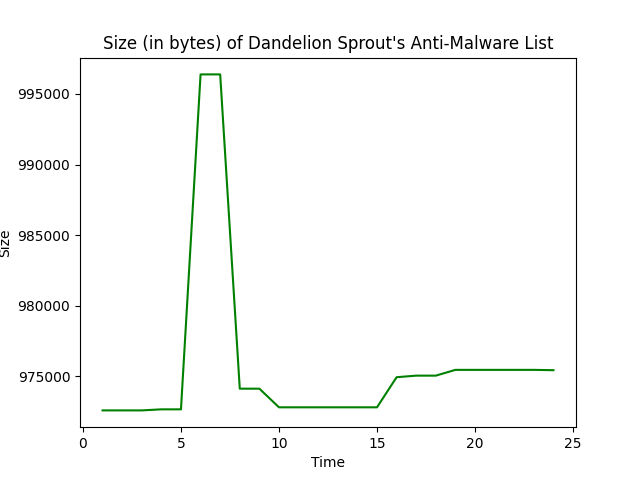 Size (in bytes) of Dandelion Sprout's Anti-Malware List
995000
990000
985000
980000
975000
Size
0 5 10 15 20 25
Time